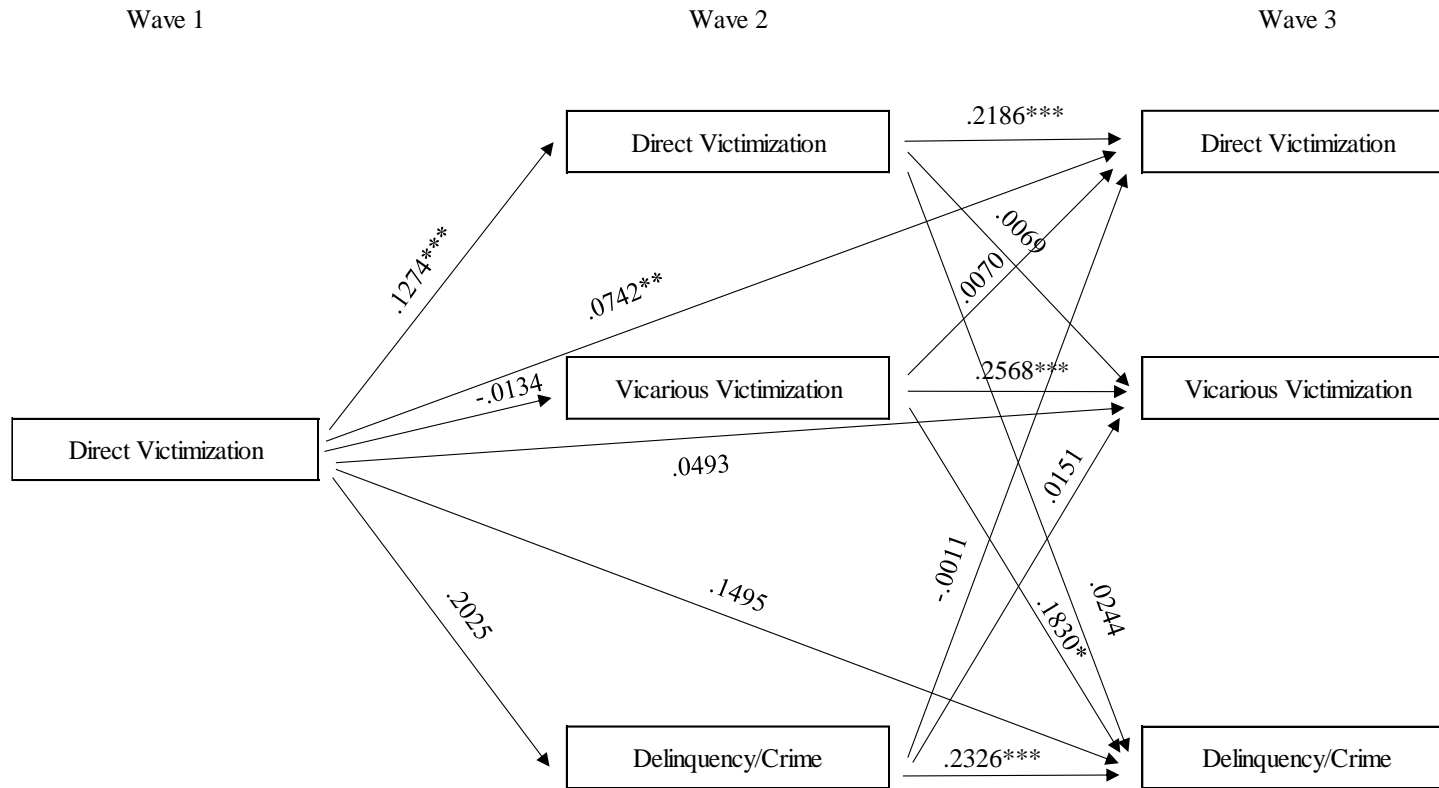 Wave 1
Wave 2
Wave 3
Direct Victimization
Direct Victimization
.2186***
.1274***
.0742**
.0069
.0070
Vicarious Victimization
Vicarious Victimization
.2568***
-.0134
Direct Victimization
.0493
.0151
-.0011
.2025
.1495
.1830*
.0244
Delinquency/Crime
.2326***
Delinquency/Crime